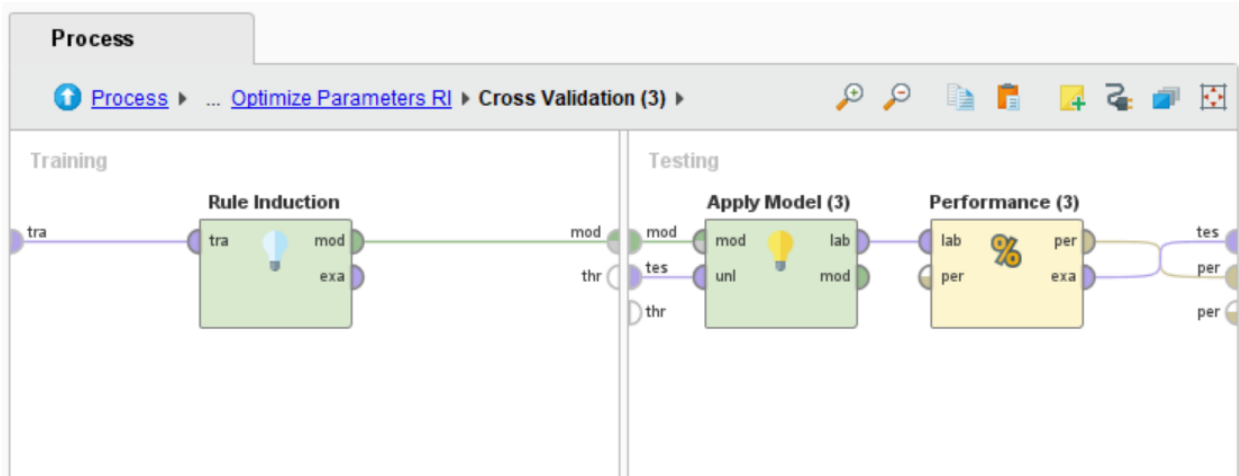 Process
Process ... Optimize Parameters RI Cross Validation (3)
Training
Testing
Rule Induction
Apply Model (3)
Performance (3)
tra
tra
mod
exa
mod
thr
mod
tes
thr
mod
unl
lab
mod
lab
per
%
per
exa
tes
per
per